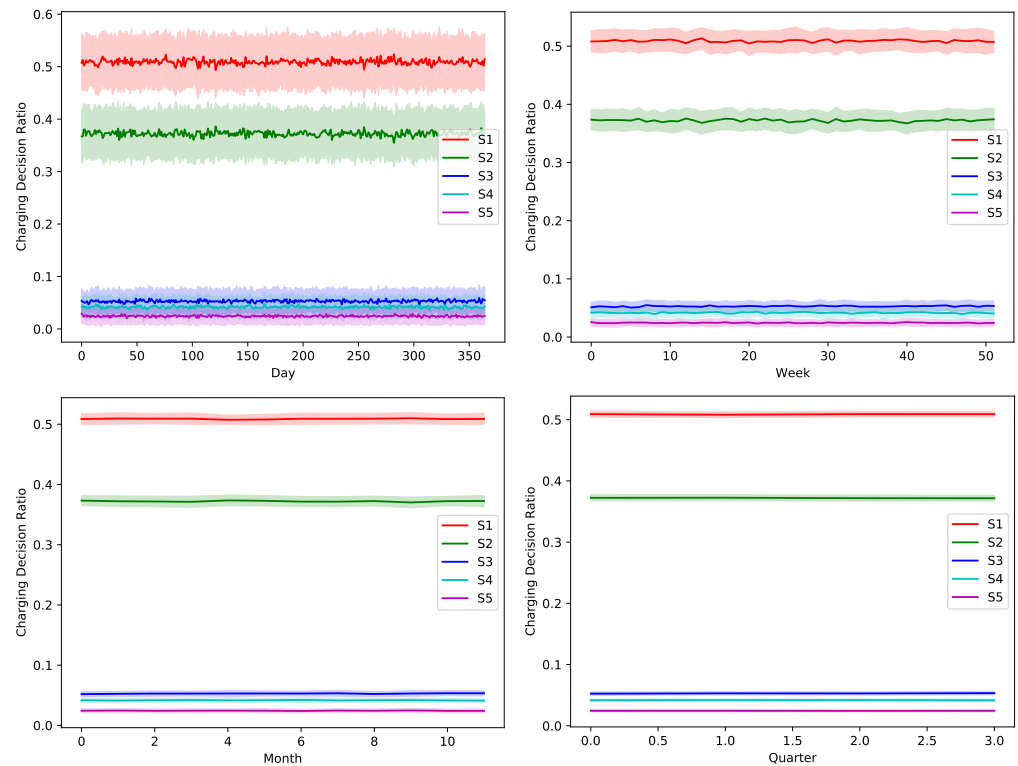 Charging Decision Ratio
0.6
0.5
0.4
0.3
0.2
0.1
0.0
0 50 100 150 200 250 300 350
Day
S1
S2
S3
S4
S5
Charging Decision Ratio
0.5
0.4
0.3
0.2
0.1
0.0
0 10 20 30 40 50
Week
S1
S2
S3
S4
S5
Charging Decision Ratio
0.5
0.4
0.3
0.2
0.1
0.0
0 2 4 6 8 10
Month
S1
S2
S3
S4
S5
Charging Decision Ratio
0.5
0.4
0.3
0.2
0.1
0.0
0.0 0.5 1.0 1.5 2.0 2.5 3.0
Quarter
S1
S2
S3
S4
S5